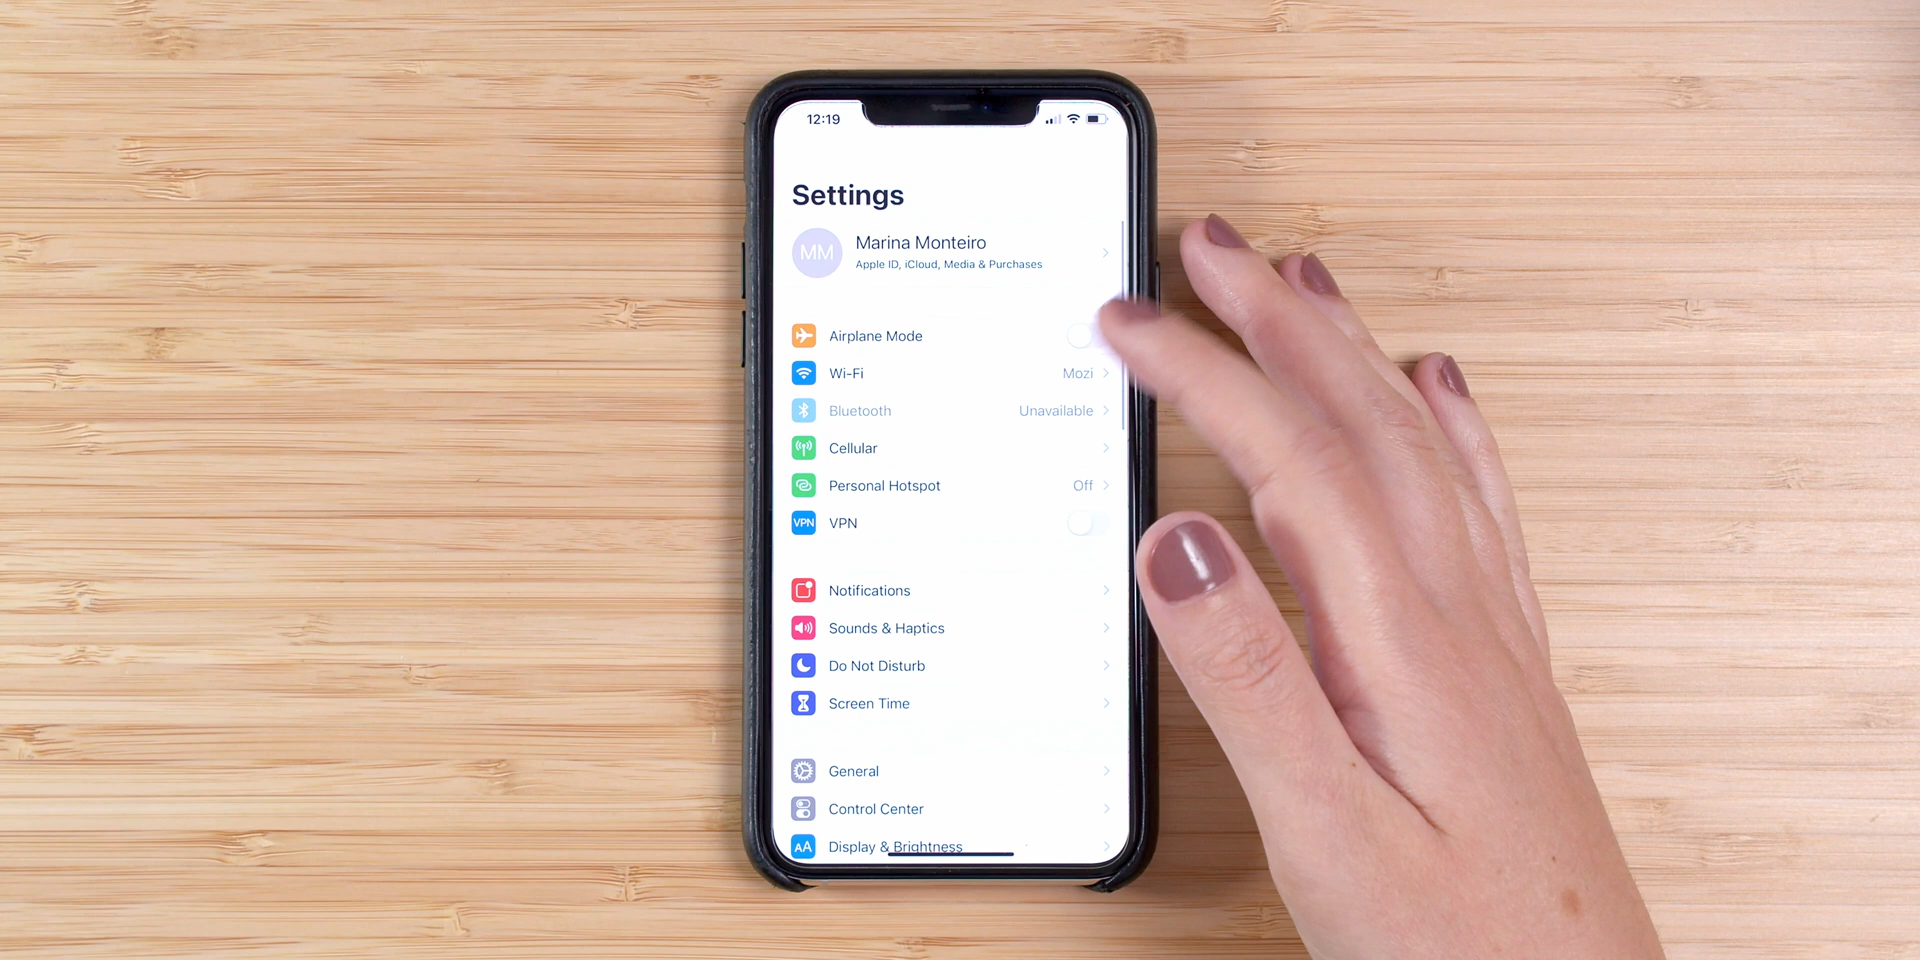 12:19
Settings
MM
Marina Monteiro
Apple ID, iCloud, Media & Purchases
Airplane Mode
Wi-Fi Mozi
Bluetooth Unavailable
Cellular
Personal Hotspot Off
VPN VPN
Notifications
Sounds & Haptics
Do Not Disturb
Screen Time
General
Control Center
AA Display & Brightness